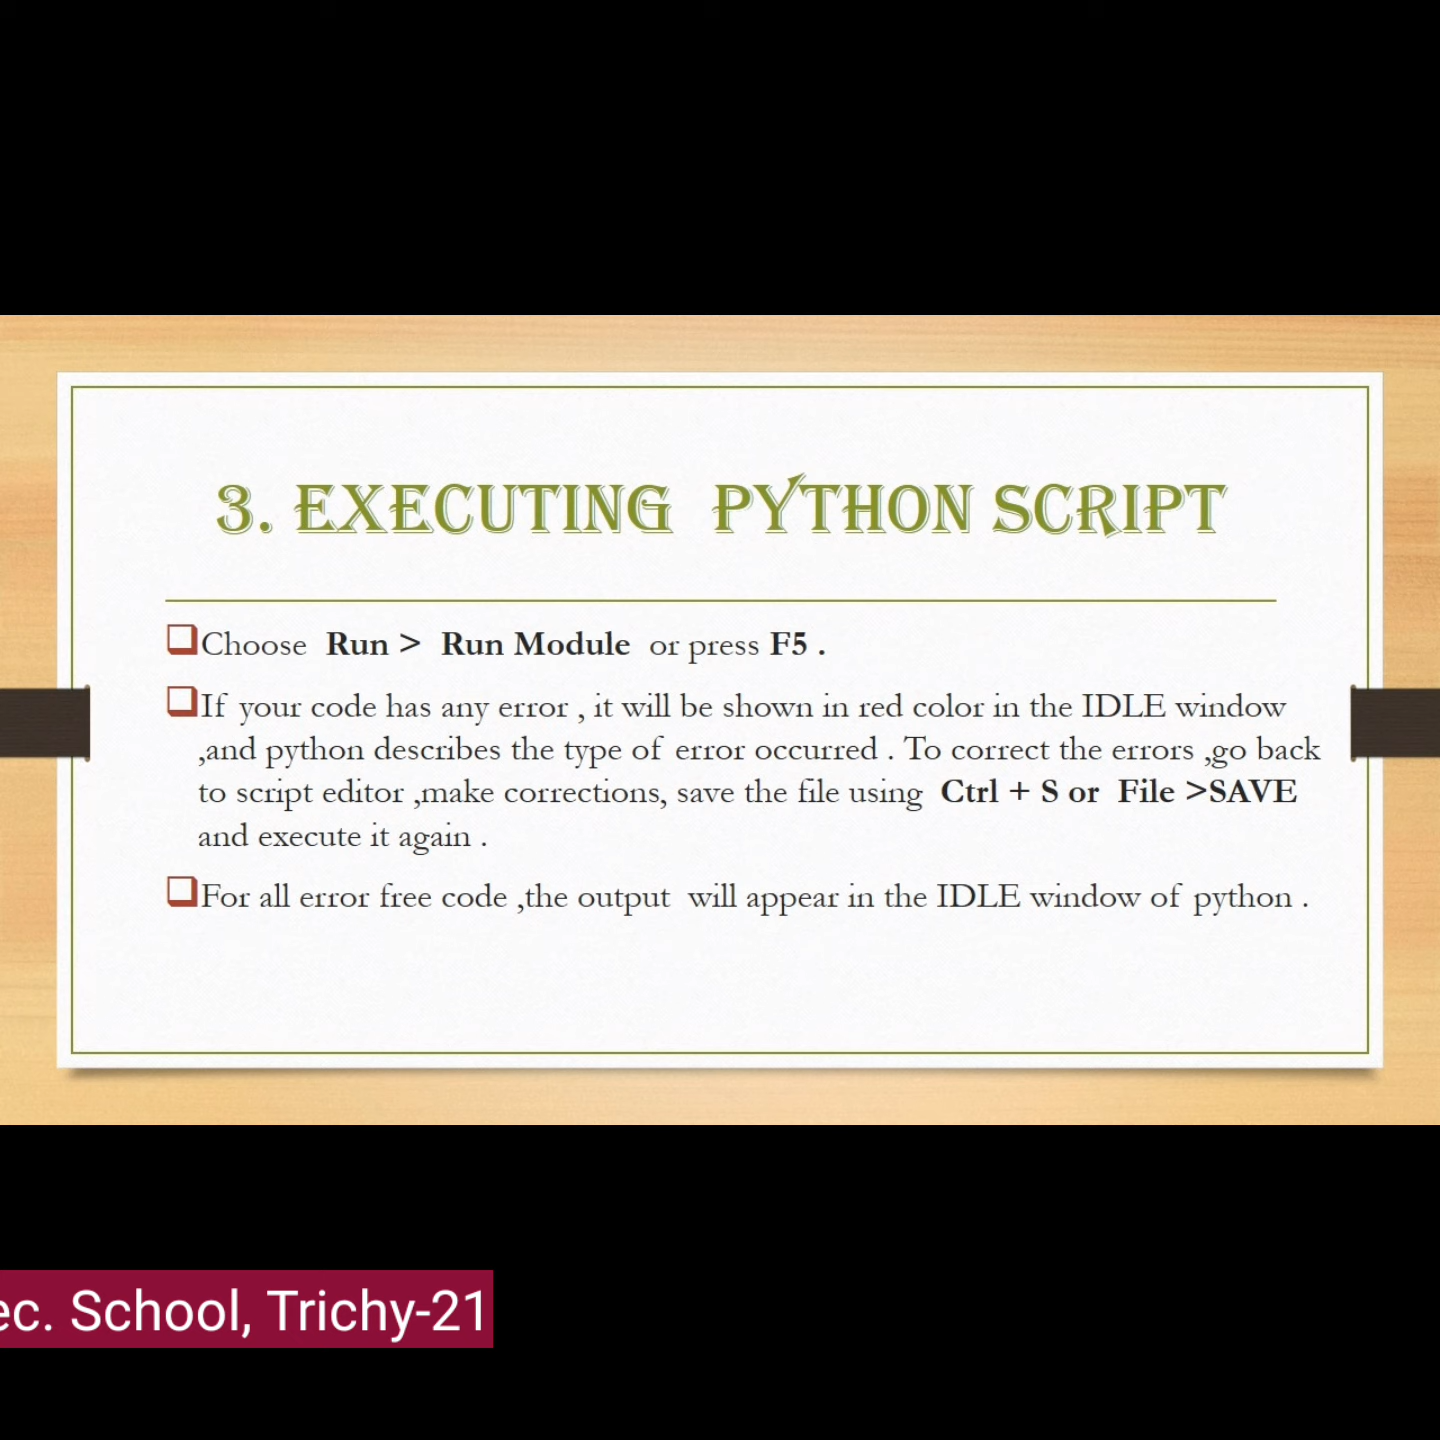 3. EXECUTING PYTHON SCRIPT
Choose Run > Run Module or press F5 .
If your code has any error , it will be shown in red color in the IDLE window
,and python describes the type of error occurred . To correct the errors ,go back
to script editor ,make corrections, save the file using Ctrl + S or File >SAVE
and execute it again .
For all error free code ,the output will appear in the IDLE window of python .
ec. School, Trichy-21